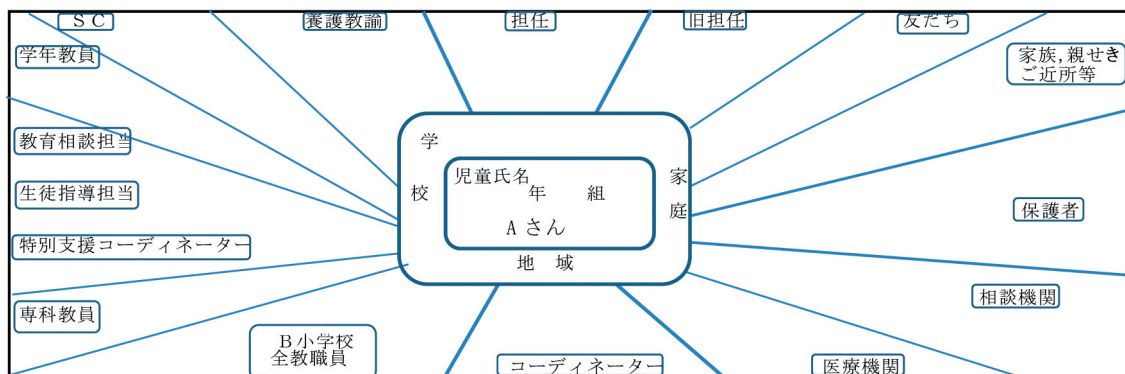 SC
養護教諭
担任
旧担任
友だち
学年教員
家族,親せき
ご近所等
教育相談担当
生徒指導担当
特別支援コーディネーター
専科教員
学
校
児童氏名
年 組
Aさん
家
庭
地 域
保護者
相談機関
B小学校
全教職員
コーディネーター
医療機関